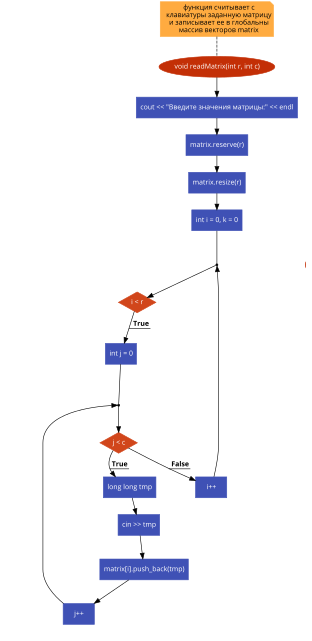 функция считывает с
клавиатуры заданную матрицу
и записывает ее в глобальны
массив векторов matrix
void readMatrix(int r, int c)
cout << "Введите значения матрицы:" << endl
matrix.reserve(r)
matrix.resize(r)
int i = 0, k = 0
i < r
True
int j = 0
j < c
True
False
long long tmp
i++
cin >> tmp
matrix[i].push_back(tmp)
j++